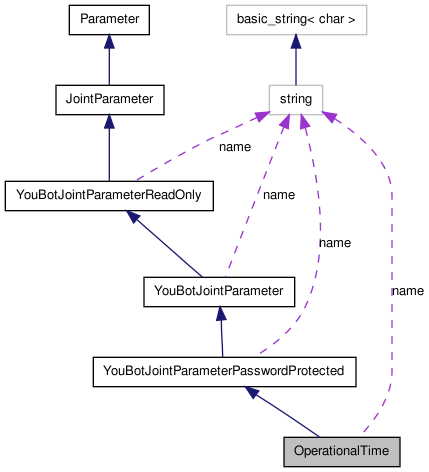 Parameter
basic_string< char >
JointParameter
string
name
YouBotJointParameterReadOnly
name
name
YouBotJointParameter
name
YouBotJointParameterPasswordProtected
OperationalTime